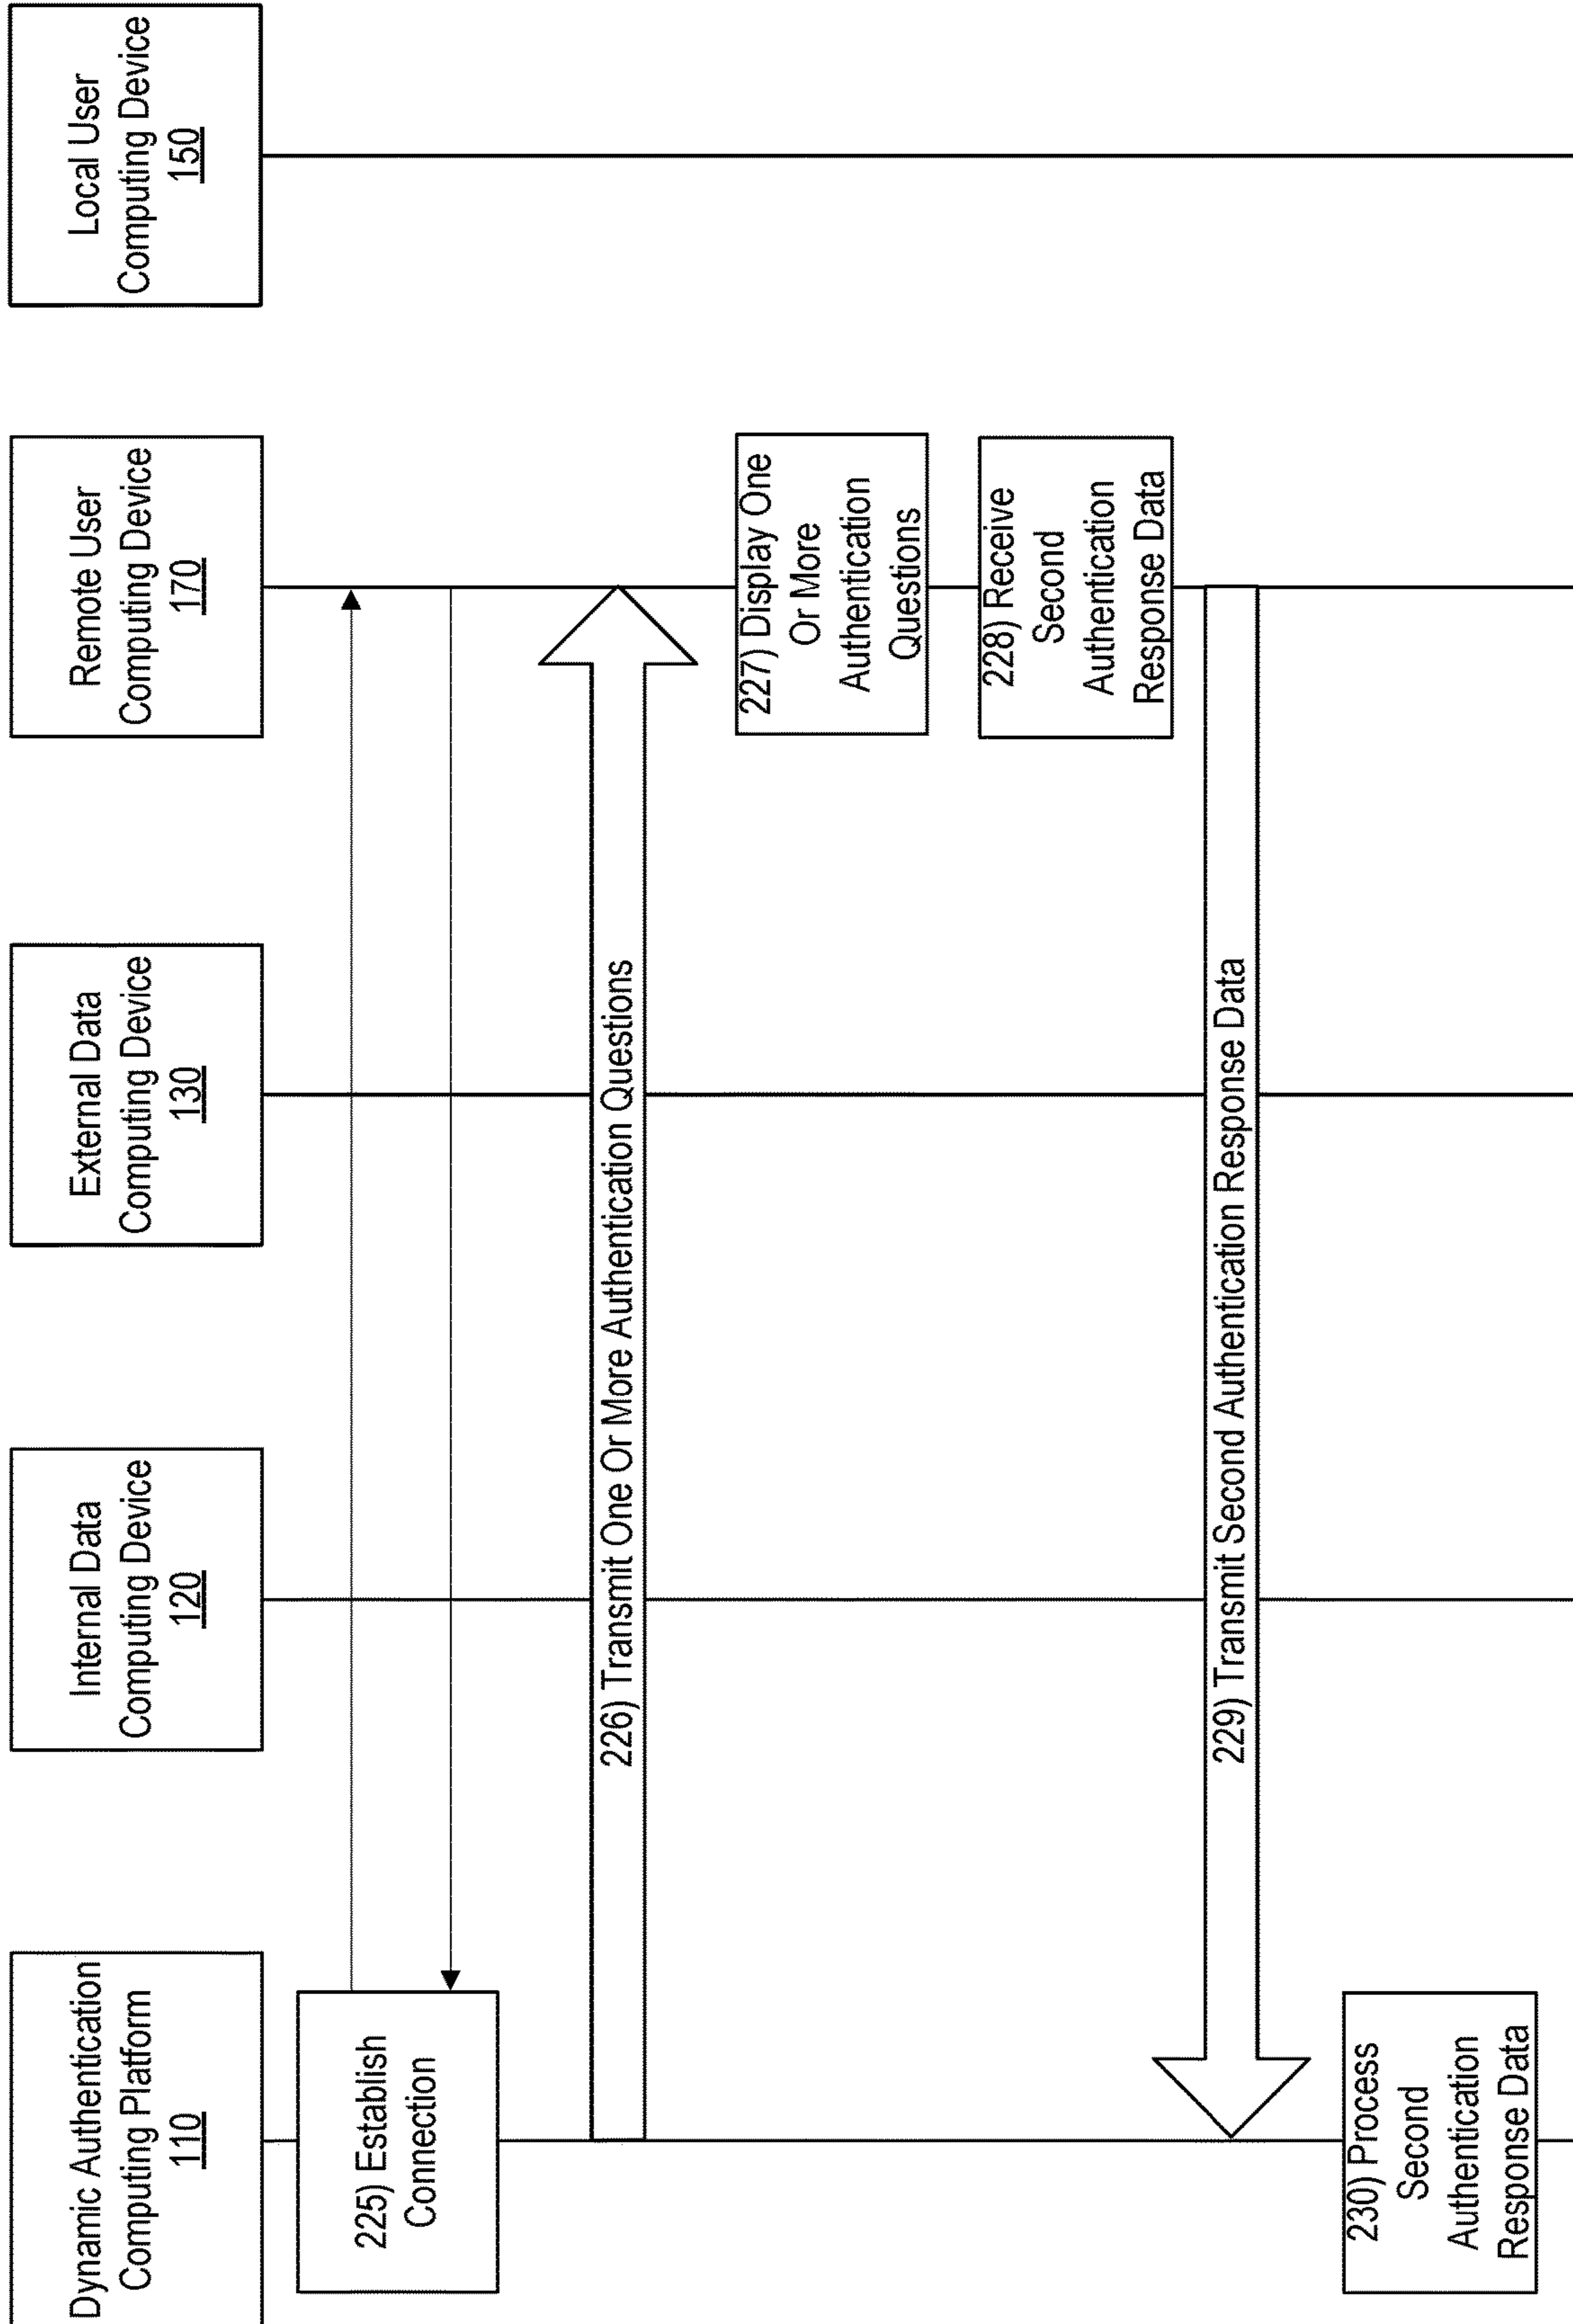 Dynamic Authentication
Computing Platform
110
Internal Data
Computing Device
120
External Data
Computing Device
130
Remote User
Computing Device
170
Local User
Computing Device
150
225) Establish
Connection
226) Transmit One Or More Authentication Questions
227) Display One
Or More
Authentication
Questions
228) Receive
Second
Authentication
Response Data
229) Transmit Second Authentication Response Data
230) Process
Second
Authentication
Response Data